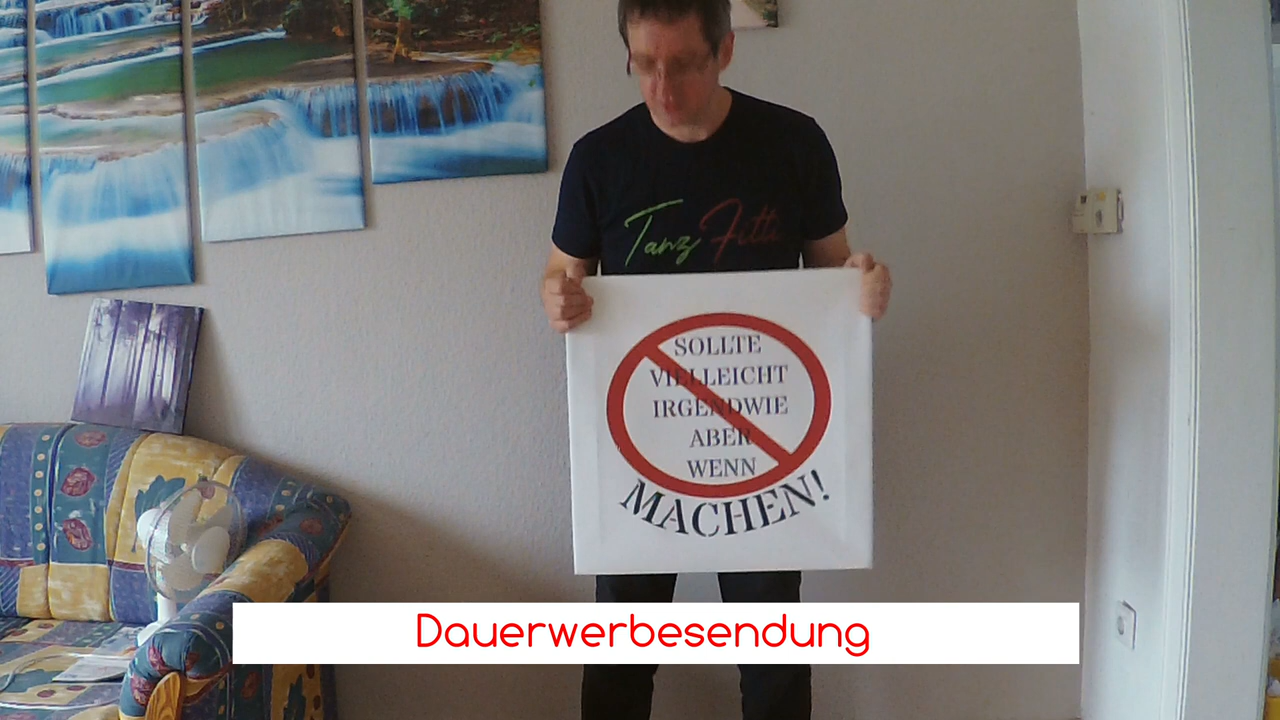 Tanz Fitti
SOLLTE
VIELLEICHT
IRGENDWIE
ABER
WENN
MACHEN!
Dauerwerbesendung